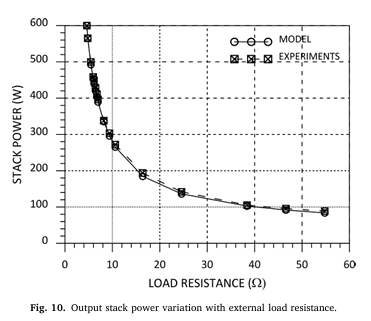 600
500
400
300
200
100
0
STACK POWER (W)
MODEL
EXPERIMENTS
0 10 20 30 40 50 60
LOAD RESISTANCE (Ω)
Fig. 10. Output stack power variation with external load resistance.